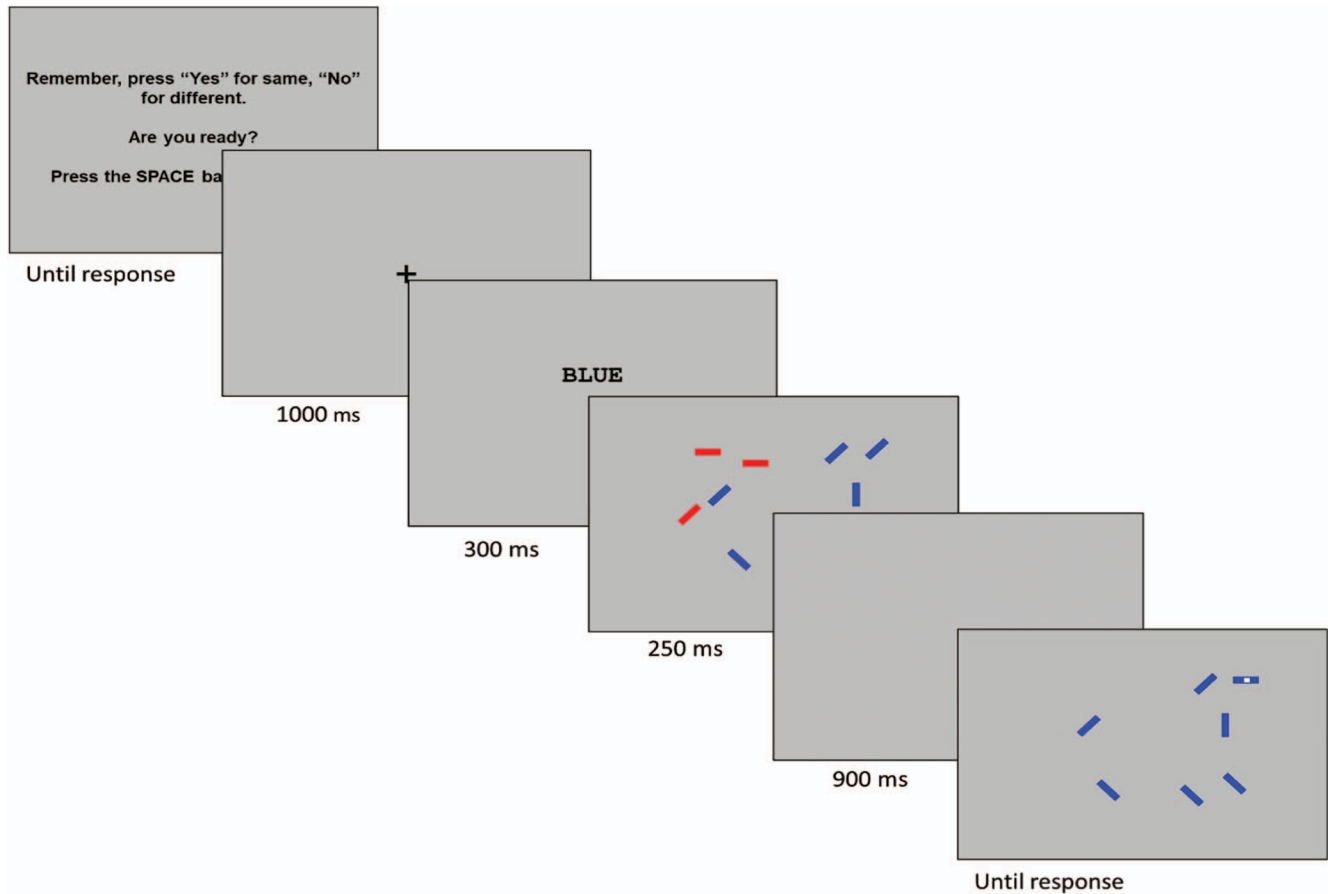 Remember, press “Yes” for same, “No”
for different.
Are you ready?
Press the SPACE
Until response
1000 ms
BLUE
300 ms
250 ms
900 ms
Until response